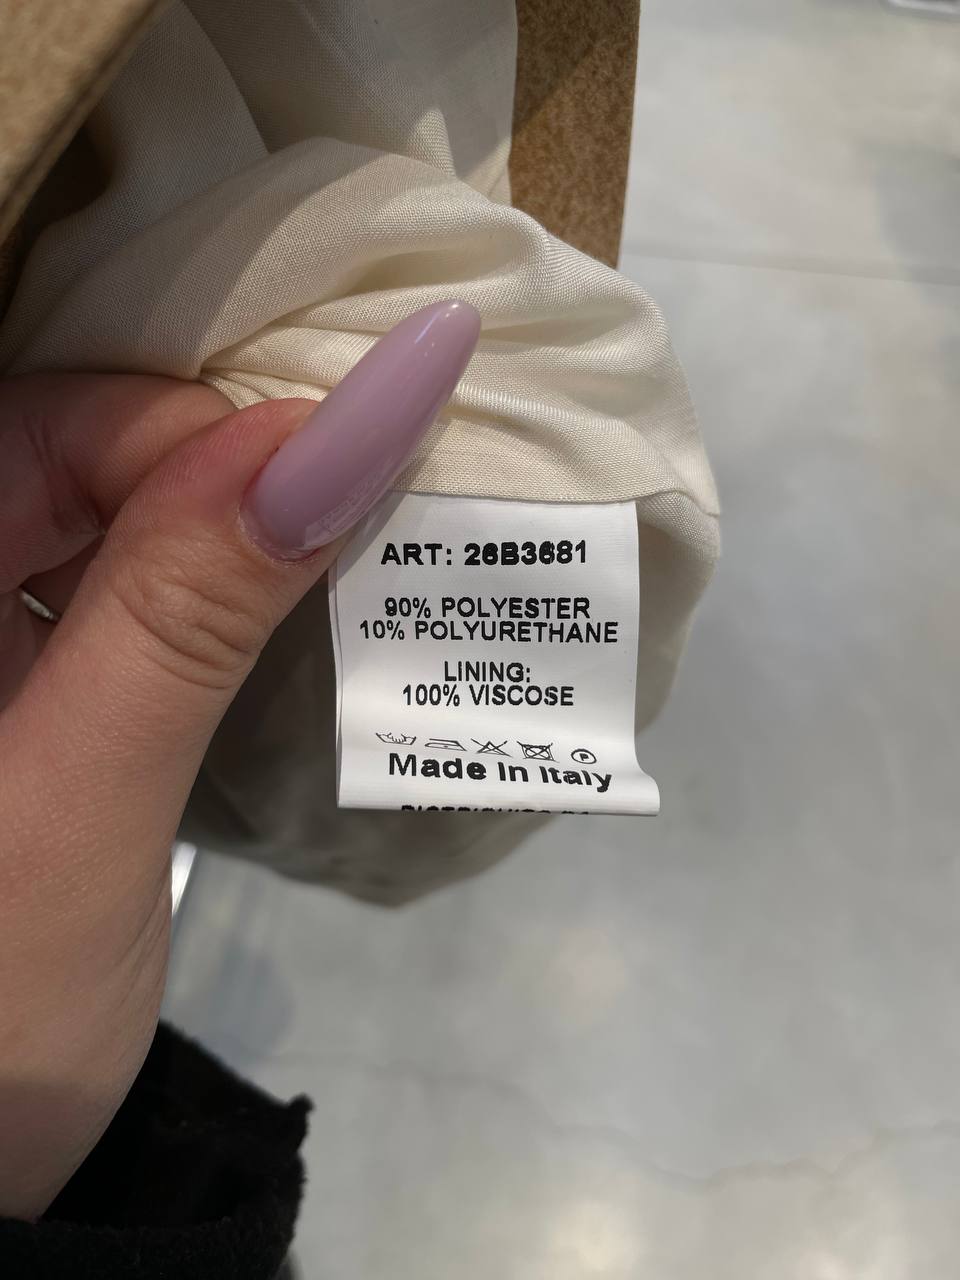 ART: 26B3681
90% POLYESTER
10% POLYURETHANE
LINING:
100% VISCOSE
P
Made in Italy